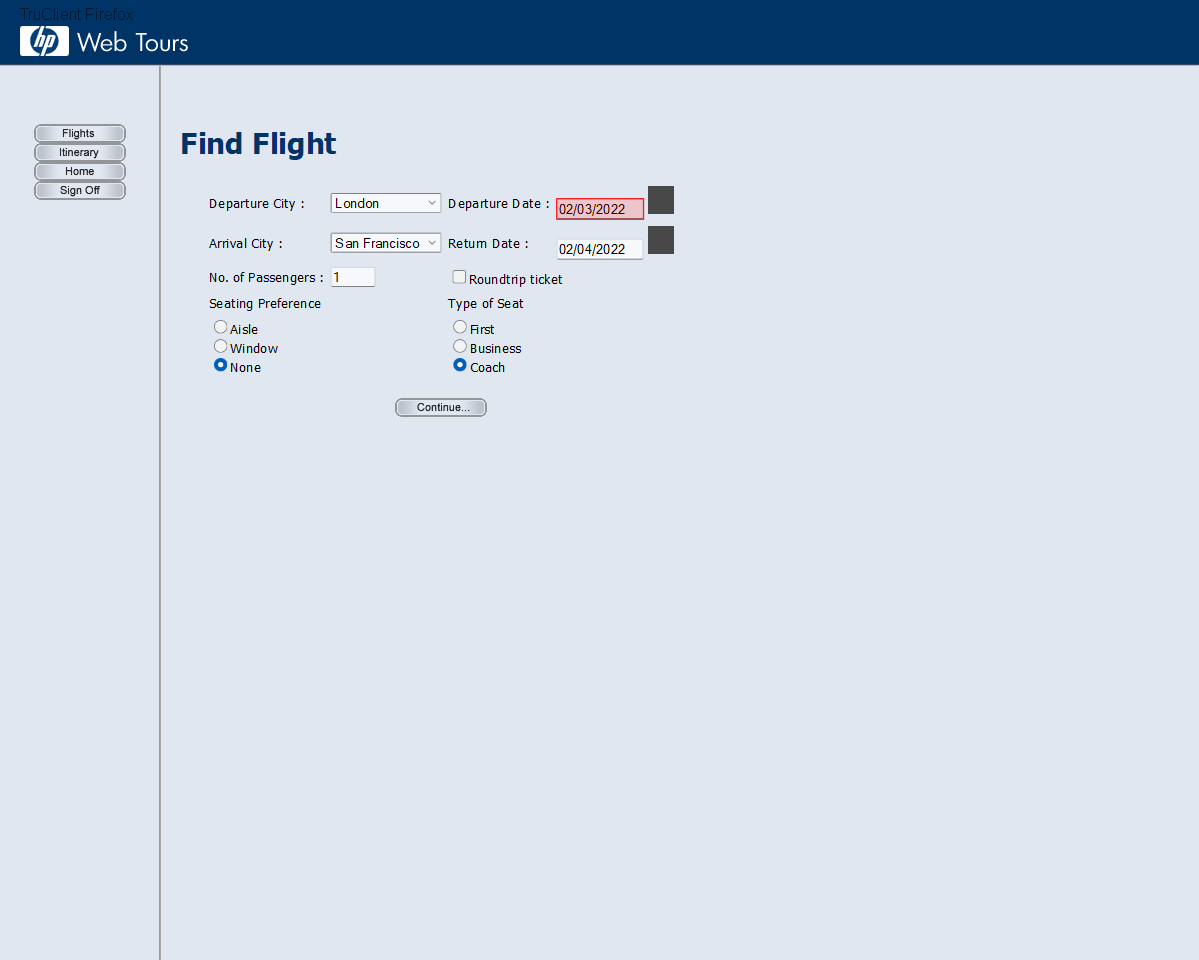 TruClient Firefox
hp Web Tours
Flights
Itinerary
Home
Sign Off
Find Flight
Departure City : London Departure Date : 02/03/2022
Arrival City : San Francisco Return Date : 02/04/2022
No. of Passengers : 1 Roundtrip ticket
Seating Preference Type of Seat
Aisle First
Window Business
None Coach
Continue...